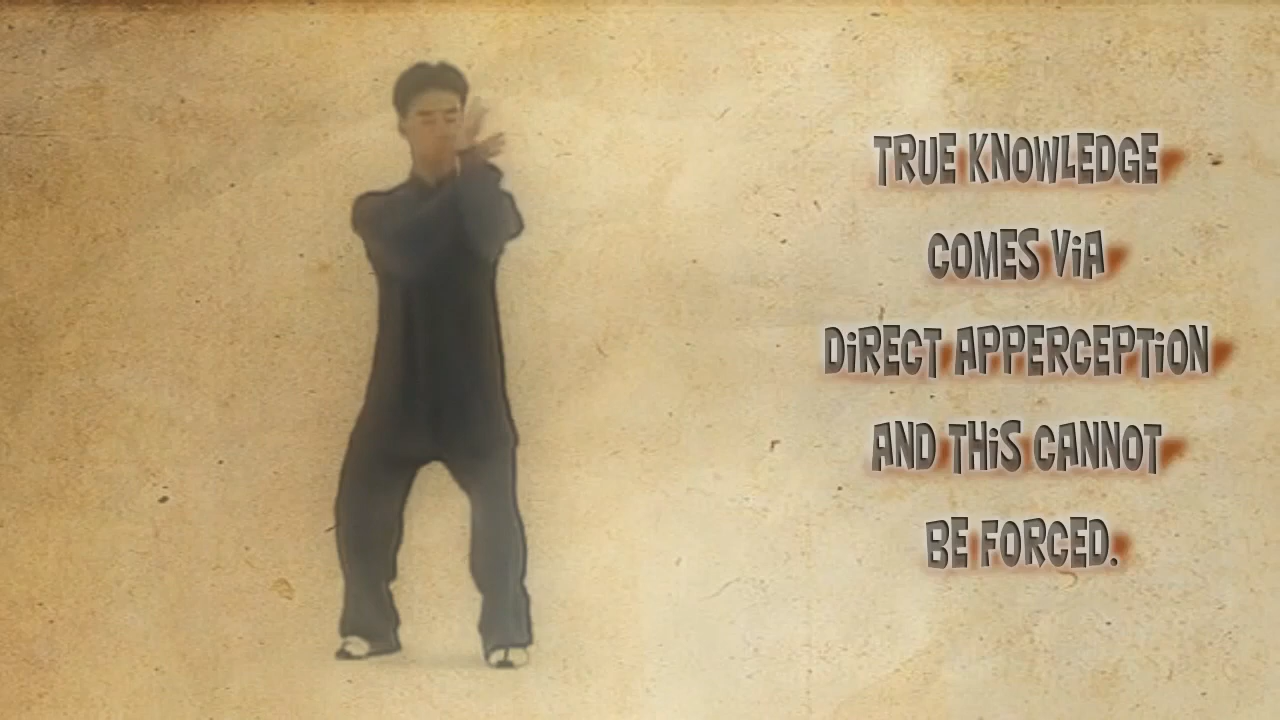 TRUE KNOWLEDGE
COMES ViA
DiRECT APPERCEPTiON
AND THiS CANNOT
BE FORCED.